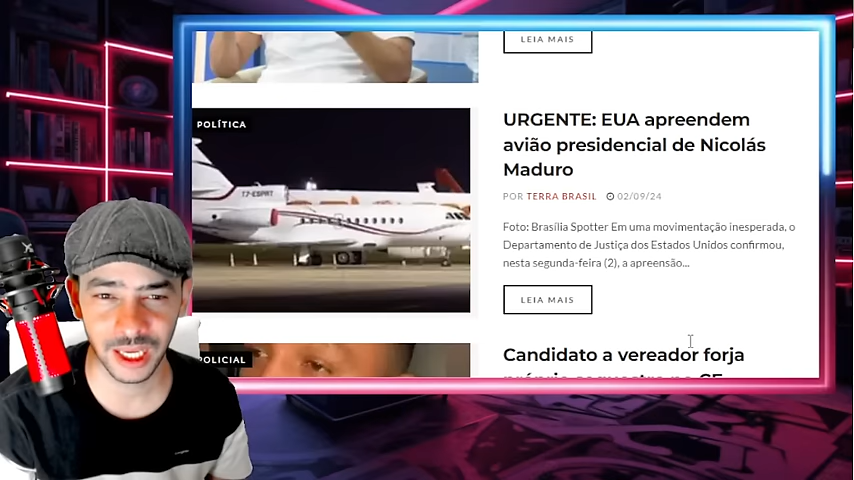 LEIA MAIS
POLÍTICA
URGENTE: EUA apreendem
avião presidencial de Nicolás
Maduro
POR TERRA BRASIL 02/09/24
T7-ESPRT
Foto: Brasília Spotter Em uma movimentação inesperada, o
Departamento de Justiça dos Estados Unidos confirmou,
nesta segunda-feira (2), a apreensão...
LEIA MAIS
POLICIAL
Candidato a vereador forja